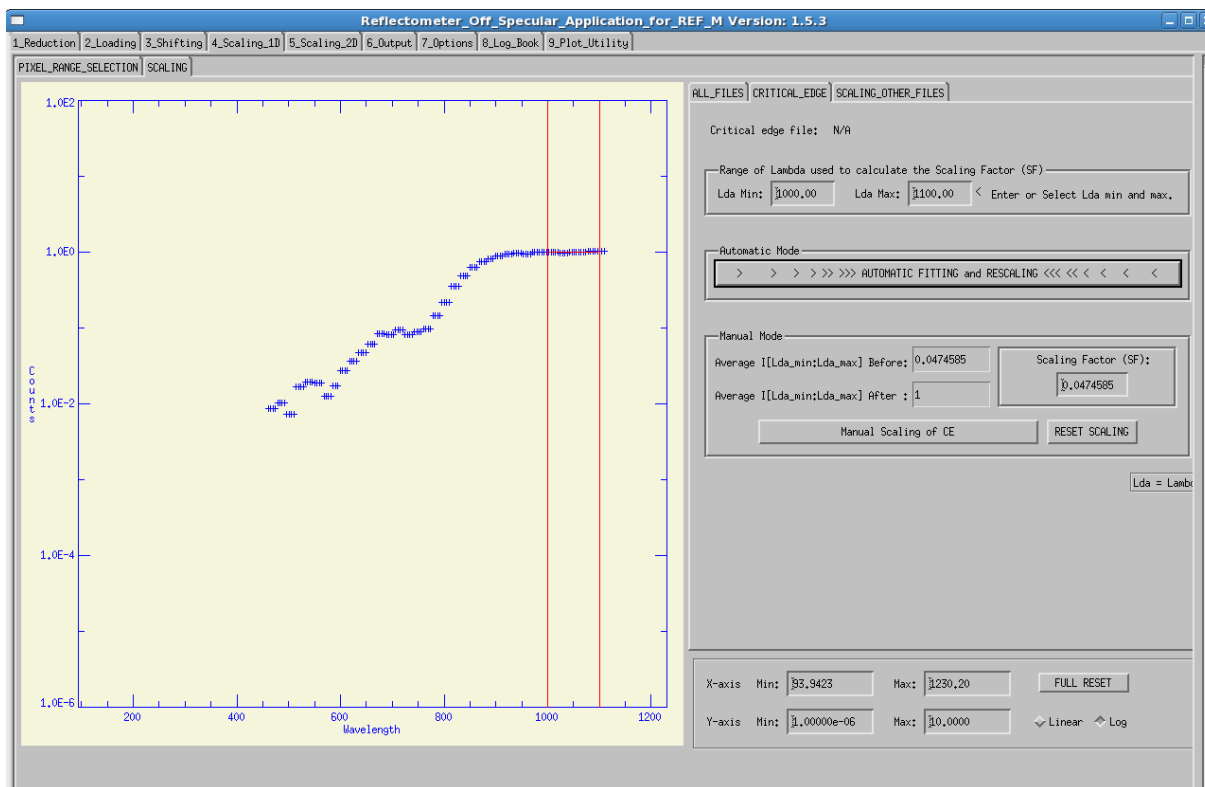 Reflectometer_Off_Specular_Application_for_REF_M Version: 1.5.3
1_Reduction 2_Loading 3_Shifting 4_Scaling_1D 5_Scaling_2D 6_Output 7_Options 8_Log_Book 9_Plot_Utility
PIXEL_RANGE_SELECTION SCALING
1.0E2
1.0E0
1.0E-2
1.0E-4
1.0E-6
Counts
200 400 600 800 1000 1200
Wavelength
ALL_FILES CRITICAL_EDGE SCALING_OTHER_FILES
Critical edge file: N/A
Range of Lambda used to calculate the Scaling Factor (SF)
Lda Min: 1000.00 Lda Max: 1100.00 < Enter or Select Lda min and max.
Automatic Mode
> > > > >> >>> AUTOMATIC FITTING and RESCALING <<< << < < < <
Manual Mode
Average I[Lda_min:Lda_max] Before: 0.0474585
Average I[Lda_min:Lda_max] After : 1
Scaling Factor (SF):
0.0474585
Manual Scaling of CE RESET SCALING
Lda = Lambd
X-axis Min: 93.9423 Max: 1230.20 FULL RESET
Y-axis Min: 1.00000e-06 Max: 10.0000 Linear Log